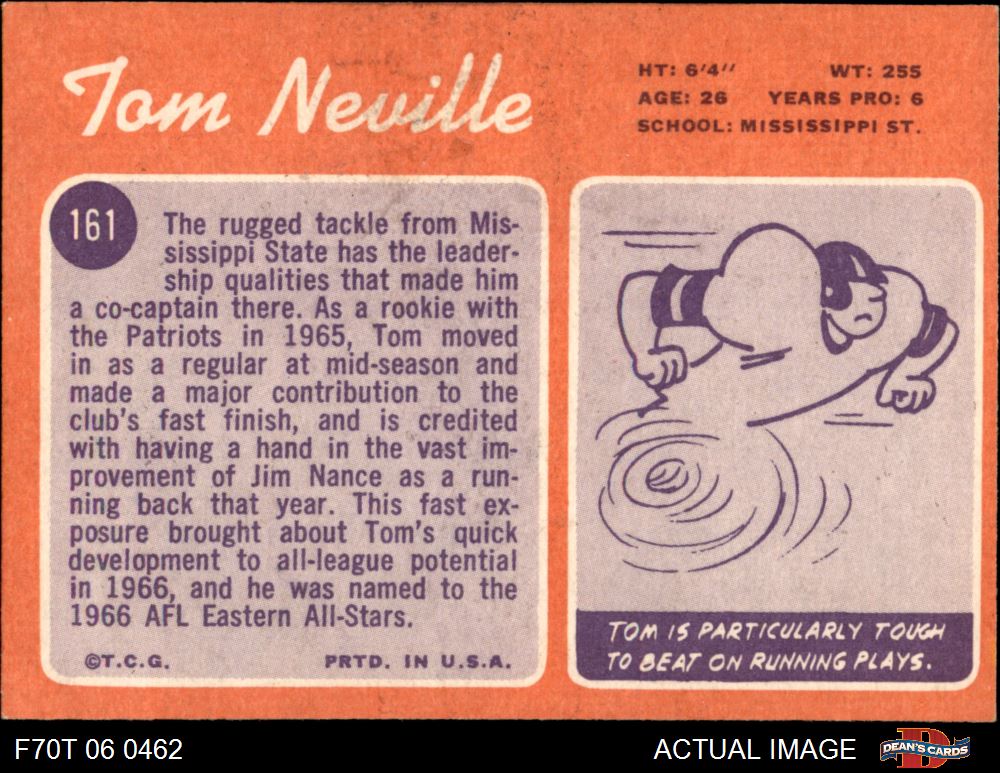 Tom Neville
HT: 6'4" WT: 255
AGE: 26 YEARS PRO: 6
SCHOOL: MISSISSIPPI ST.
161
The rugged tackle from Mis-
sissippi State has the leader-
ship qualities that made him
a co-captain there. As a rookie with
the Patriots in 1965, Tom moved
in as a regular at mid-season and
made a major contribution to the
club's fast finish, and is credited
with having a hand in the vast im-
provement of Jim Nance as a run-
ning back that year. This fast ex-
posure brought about Tom's quick
development to all-league potential
in 1966, and he was named to the
1966 AFL Eastern All-Stars.
©T.C.G. PRTD. IN U.S.A.
TOM IS PARTICULARLY TOUGH
TO BEAT ON RUNNING PLAYS.
F70T 06 0462 ACTUAL IMAGE
D
DEAN'S CARDS